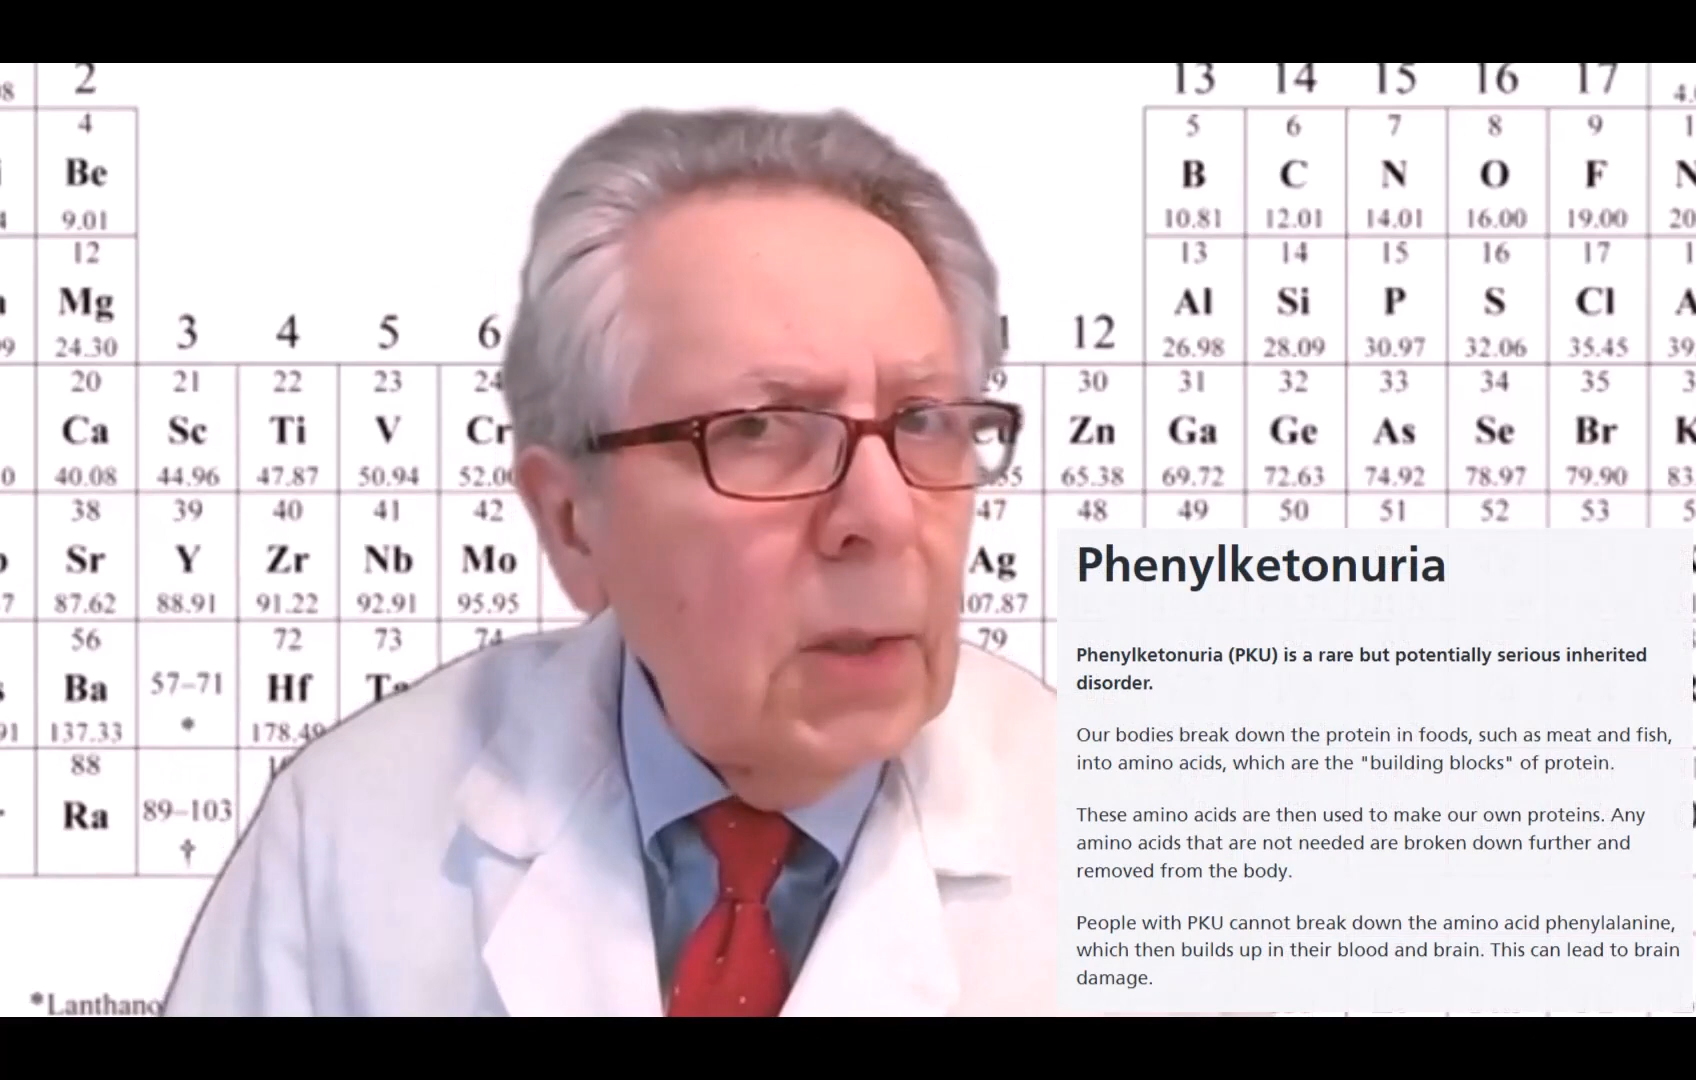 2 13 14 15 16 17
4 5 6 7 8 9
Be B C N O F
9.01 10.81 12.01 14.01 16.00 19.00
12 13 14 15 16 17
Mg 3 4 5 6 12 Al Si P S Cl
24.30 26.98 28.09 30.97 32.06 35.45
20 21 22 23 24 30 31 32 33 34 35
Ca Sc Ti V Cr Zn Ga Ge As Se Br
40.08 44.96 47.87 50.94 65.38 69.72 72.63 74.92 78.97 79.90
38 39 40 41 42 47 48 49 50 51 52 53
Sr Y Zr Nb Mo Ag
87.62 88.91 91.22 92.91 95.95 107.87
56 57–71 72 73 74 79
Ba * Hf
137.33 178.49
88 89–103
Ra †
Phenylketonuria
Phenylketonuria (PKU) is a rare but potentially serious inherited
disorder.
Our bodies break down the protein in foods, such as meat and fish,
into amino acids, which are the "building blocks" of protein.
These amino acids are then used to make our own proteins. Any
amino acids that are not needed are broken down further and
removed from the body.
People with PKU cannot break down the amino acid phenylalanine,
which then builds up in their blood and brain. This can lead to brain
damage.